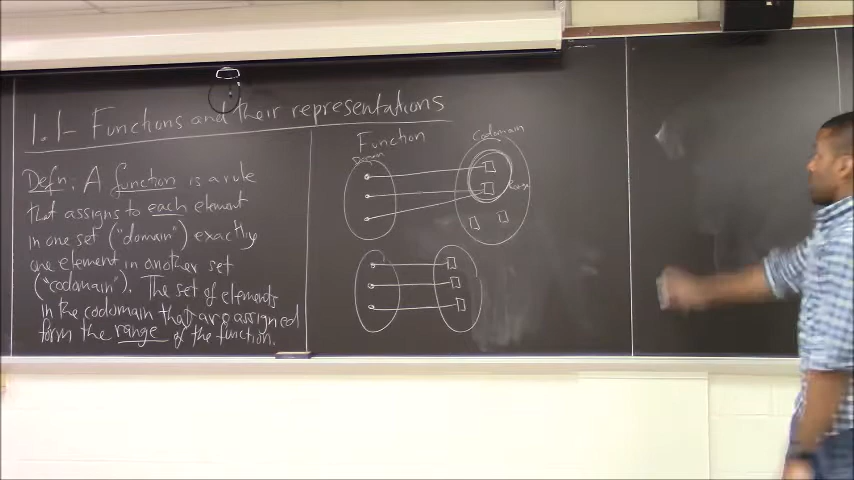 1.1- Functions and their representations
Defn: A function is a rule
that assigns to each element
in one set ("domain") exactly
one element in another set
("codomain"). The set of elements
in the codomain that are assigned
form the range of the function.
Function
Domain
Codomain
Range